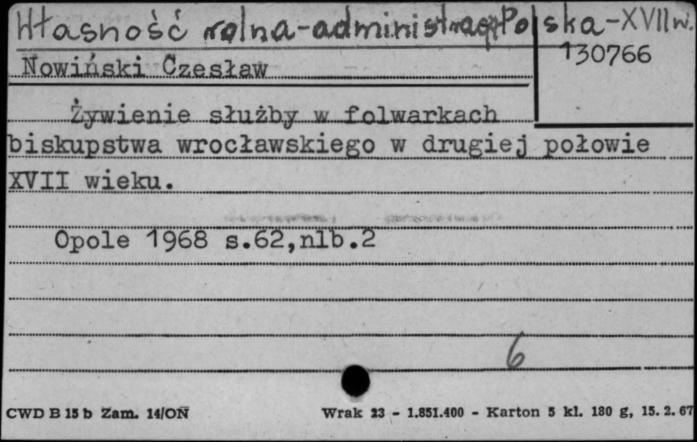 Własność rolna-administracja Polska-XVII w.
130766
Nowiński Czesław
Żywienie służby w folwarkach
biskupstwa wrocławskiego w drugiej połowie
XVII wieku.
Opole 1968 s.62,nlb.2
6
CWD B 15 b Zam. 14/ON Wrak 23 - 1.851.400 - Karton 5 kl. 180 g, 15. 2. 67